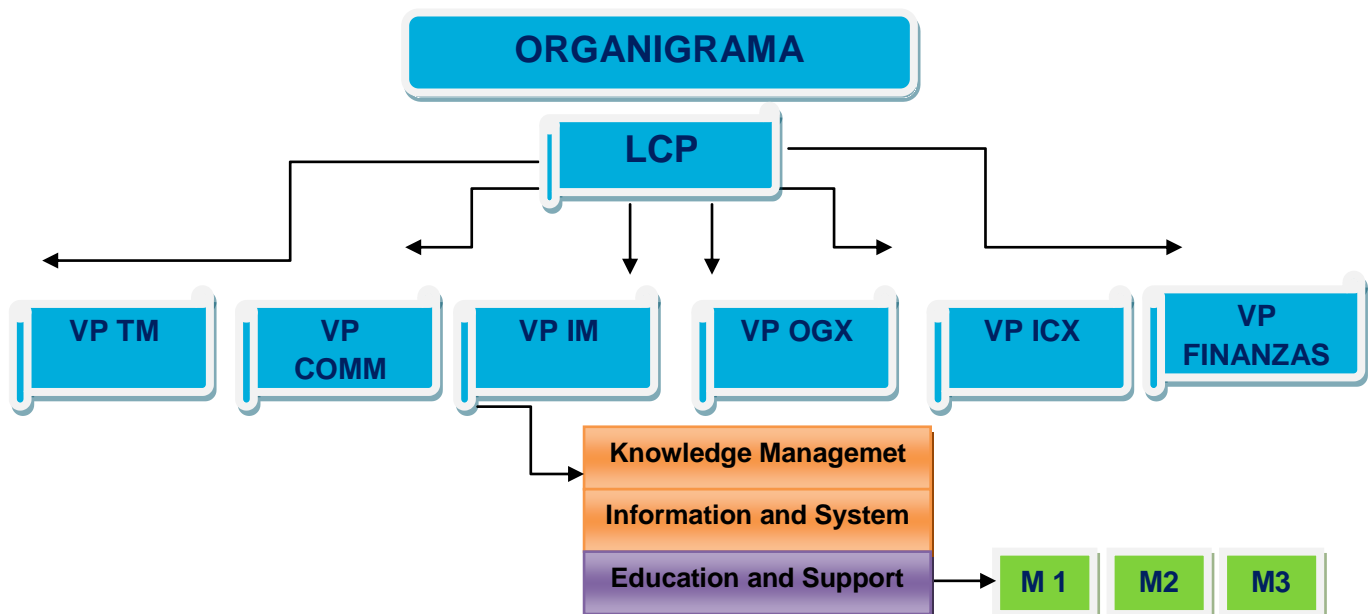 ORGANIGRAMA
LCP
VP TM
VP
COMM
VP IM
VP OGX
VP ICX
VP
FINANZAS
Knowledge Managemet
Information and System
Education and Support
M 1
M2
M3